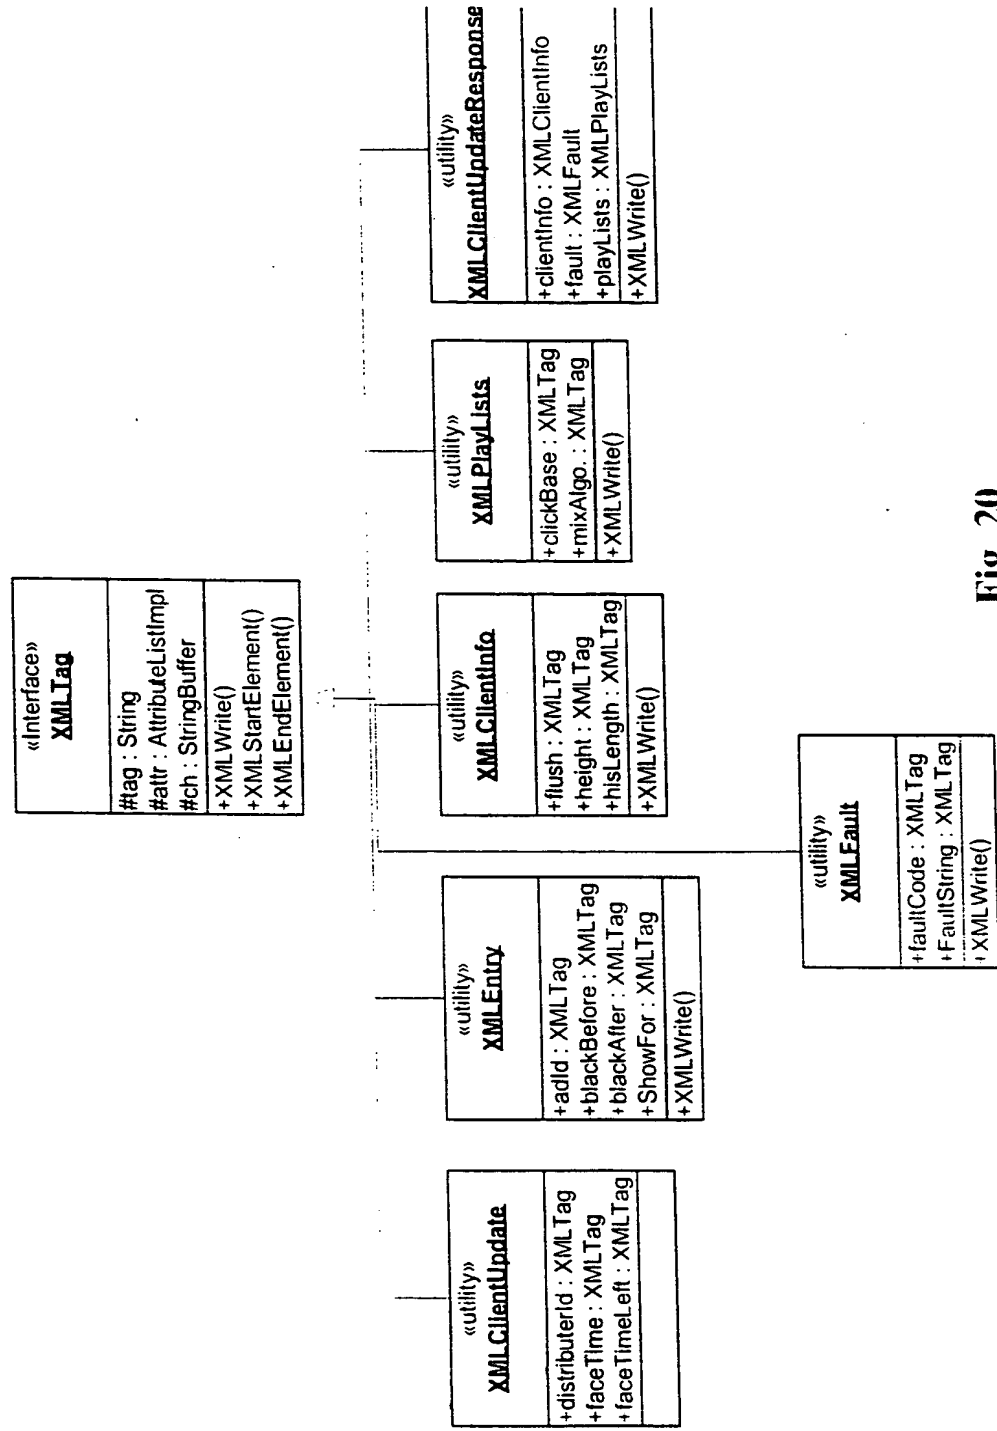 «Interface»
XMLTag
#tag : String
#attr : AttributeListImpl
#ch : StringBuffer
+XMLWrite()
+XMLStartElement()
+XMLEndElement()
«utility»
XMLClientUpdate
+distributerId : XMLTag
+faceTime : XMLTag
+faceTimeLeft : XMLTag
«utility»
XMLEntry
+adId : XMLTag
+blackBefore : XMLTag
+blackAfter : XMLTag
+ShowFor : XMLTag
+XMLWrite()
«utility»
XMLClientInfo
+flush : XMLTag
+height : XMLTag
+hisLength : XMLTag
+XMLWrite()
«utility»
XMLPlayLists
+clickBase : XMLTag
+mixAlgo. : XMLTag
+XMLWrite()
«utility»
XMLClientUpdateResponse
+clientInfo : XMLClientInfo
+fault : XMLFault
+playLists : XMLPlayLists
+XMLWrite()
«utility»
XMLFault
+faultCode : XMLTag
+FaultString : XMLTag
+XMLWrite()
Fig. 20